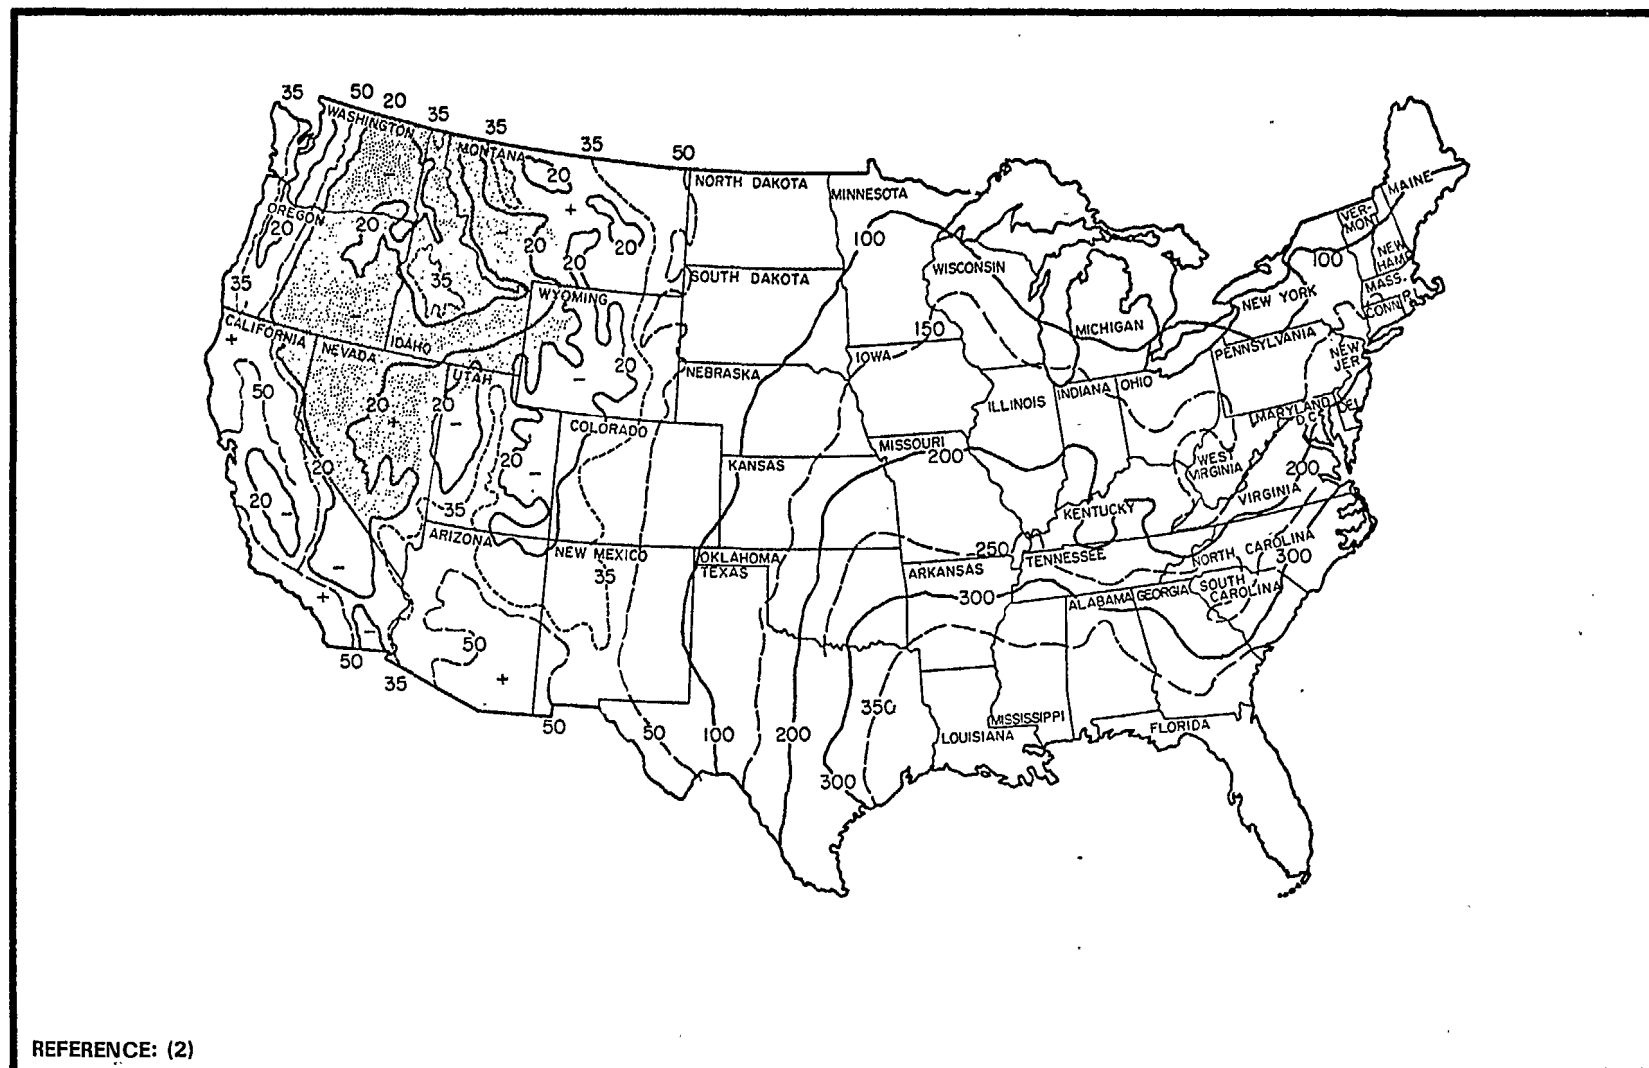 35
50
20
35
35
35
50
WASHINGTON
MONTANA
20
NORTH DAKOTA
MINNESOTA
MAINE
VER-
MONT
OREGON
20
20
+
100
NEW
HAMP
100
20
20
20
WISCONSIN
MASS.
35
35
SOUTH DAKOTA
WYOMING
NEW YORK
CONN
R.I.
CALIFORNIA
+
NEVADA
IDAHO
150
MICHIGAN
IOWA
PENNSYLVANIA
NEW
JER
20
UTAH
NEBRASKA
50
20
20
+
ILLINOIS
INDIANA
OHIO
MARYLAND
D.C.
DEL
COLORADO
MISSOURI
200
20
20
KANSAS
WEST
VIRGINIA
200
20
VIRGINIA
35
KENTUCKY
ARIZONA
NEW MEXICO
OKLAHOMA
250
TENNESSEE
NORTH CAROLINA
300
35
TEXAS
ARKANSAS
SOUTH
CAROLINA
+
300
ALABAMA
GEORGIA
50
50
35
+
350
MISSISSIPPI
50
50
100
200
LOUISIANA
FLORIDA
300
REFERENCE: (2)